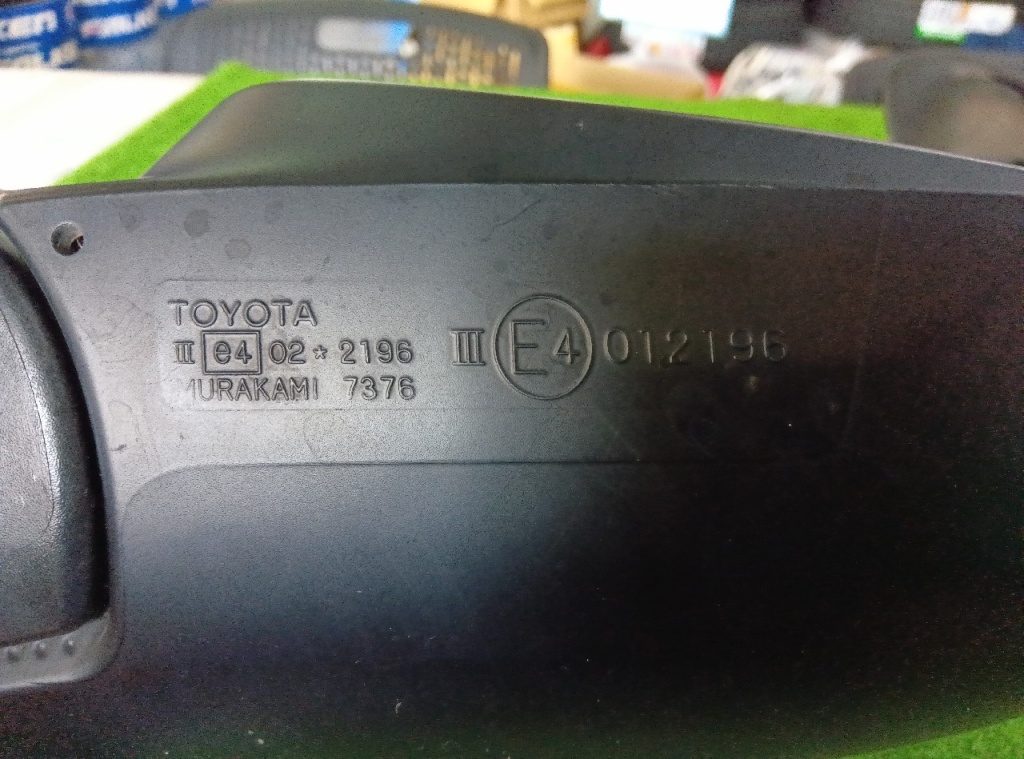 TOYOTA
III e4 02 * 2196
MURAKAMI 7376
III E4 012196